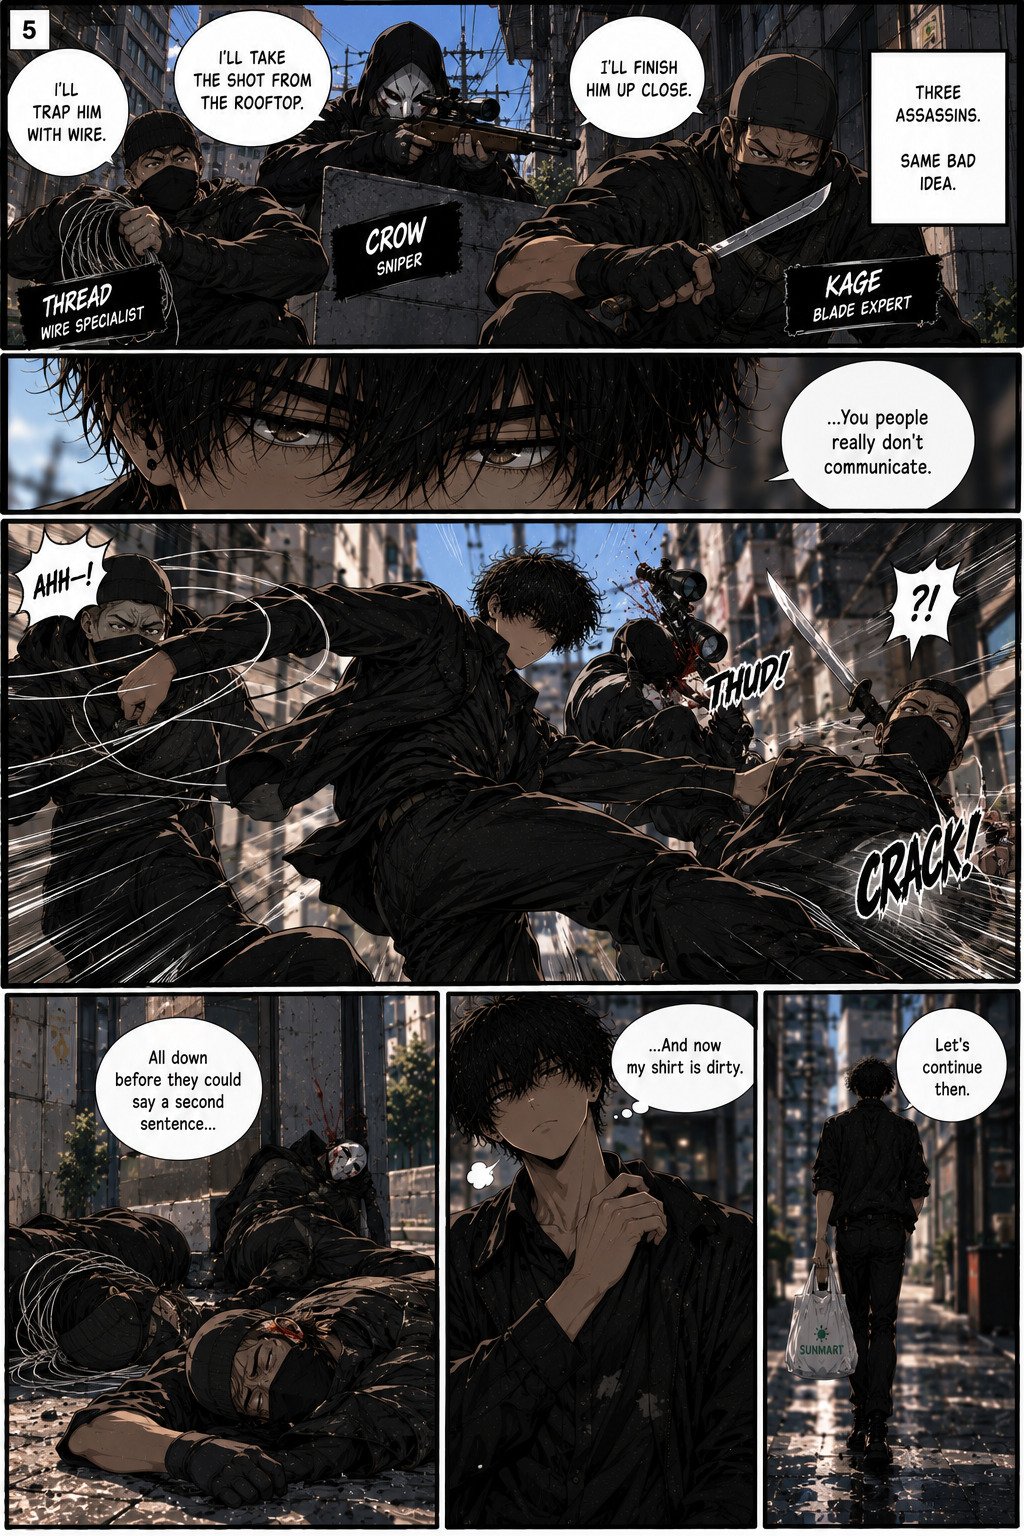 5
I'LL
TRAP HIM
WITH WIRE.
I'LL TAKE
THE SHOT FROM
THE ROOFTOP.
I'LL FINISH
HIM UP CLOSE.
THREE
ASSASSINS.
SAME BAD
IDEA.
THREAD
WIRE SPECIALIST
CROW
SNIPER
KAGE
BLADE EXPERT
...You people
really don't
communicate.
AHH-!
?!
THUD!
CRACK!
All down
before they could
say a second
sentence...
...And now
my shirt is dirty.
Let's
continue
then.
SUNMART